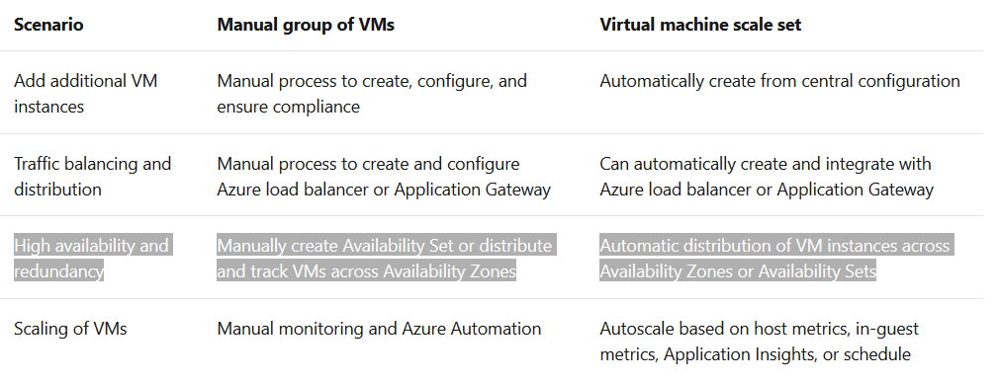 Scenario Manual group of VMs Virtual machine scale set
Add additional VM instances Manual process to create, configure, and ensure compliance Automatically create from central configuration
Traffic balancing and distribution Manual process to create and configure Azure load balancer or Application Gateway Can automatically create and integrate with Azure load balancer or Application Gateway
High availability and redundancy Manually create Availability Set or distribute and track VMs across Availability Zones Automatic distribution of VM instances across Availability Zones or Availability Sets
Scaling of VMs Manual monitoring and Azure Automation Autoscale based on host metrics, in-guest metrics, Application Insights, or schedule